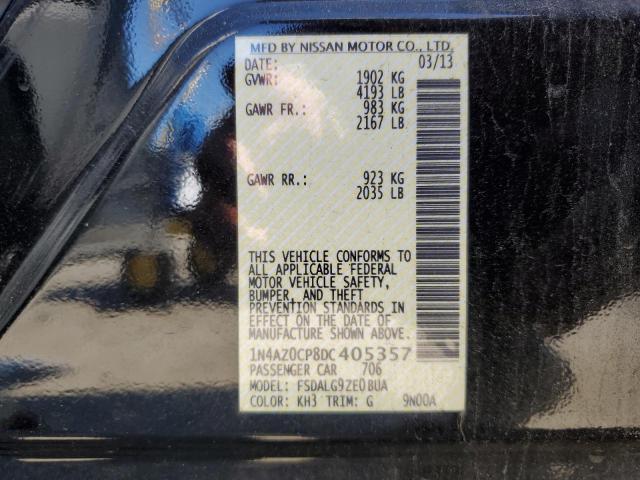 MFD BY NISSAN MOTOR CO., LTD.
DATE: 03/13
GVWR: 1902 KG
4193 LB
GAWR FR.: 983 KG
2167 LB
GAWR RR.: 923 KG
2035 LB
THIS VEHICLE CONFORMS TO
ALL APPLICABLE FEDERAL
MOTOR VEHICLE SAFETY,
BUMPER, AND THEFT
PREVENTION STANDARDS IN
EFFECT ON THE DATE OF
MANUFACTURE SHOWN ABOVE.
1N4AZ0CP8DC405357
PASSENGER CAR 706
MODEL: FSDALG9ZE0BUA
COLOR: KH3 TRIM: G 9N00A